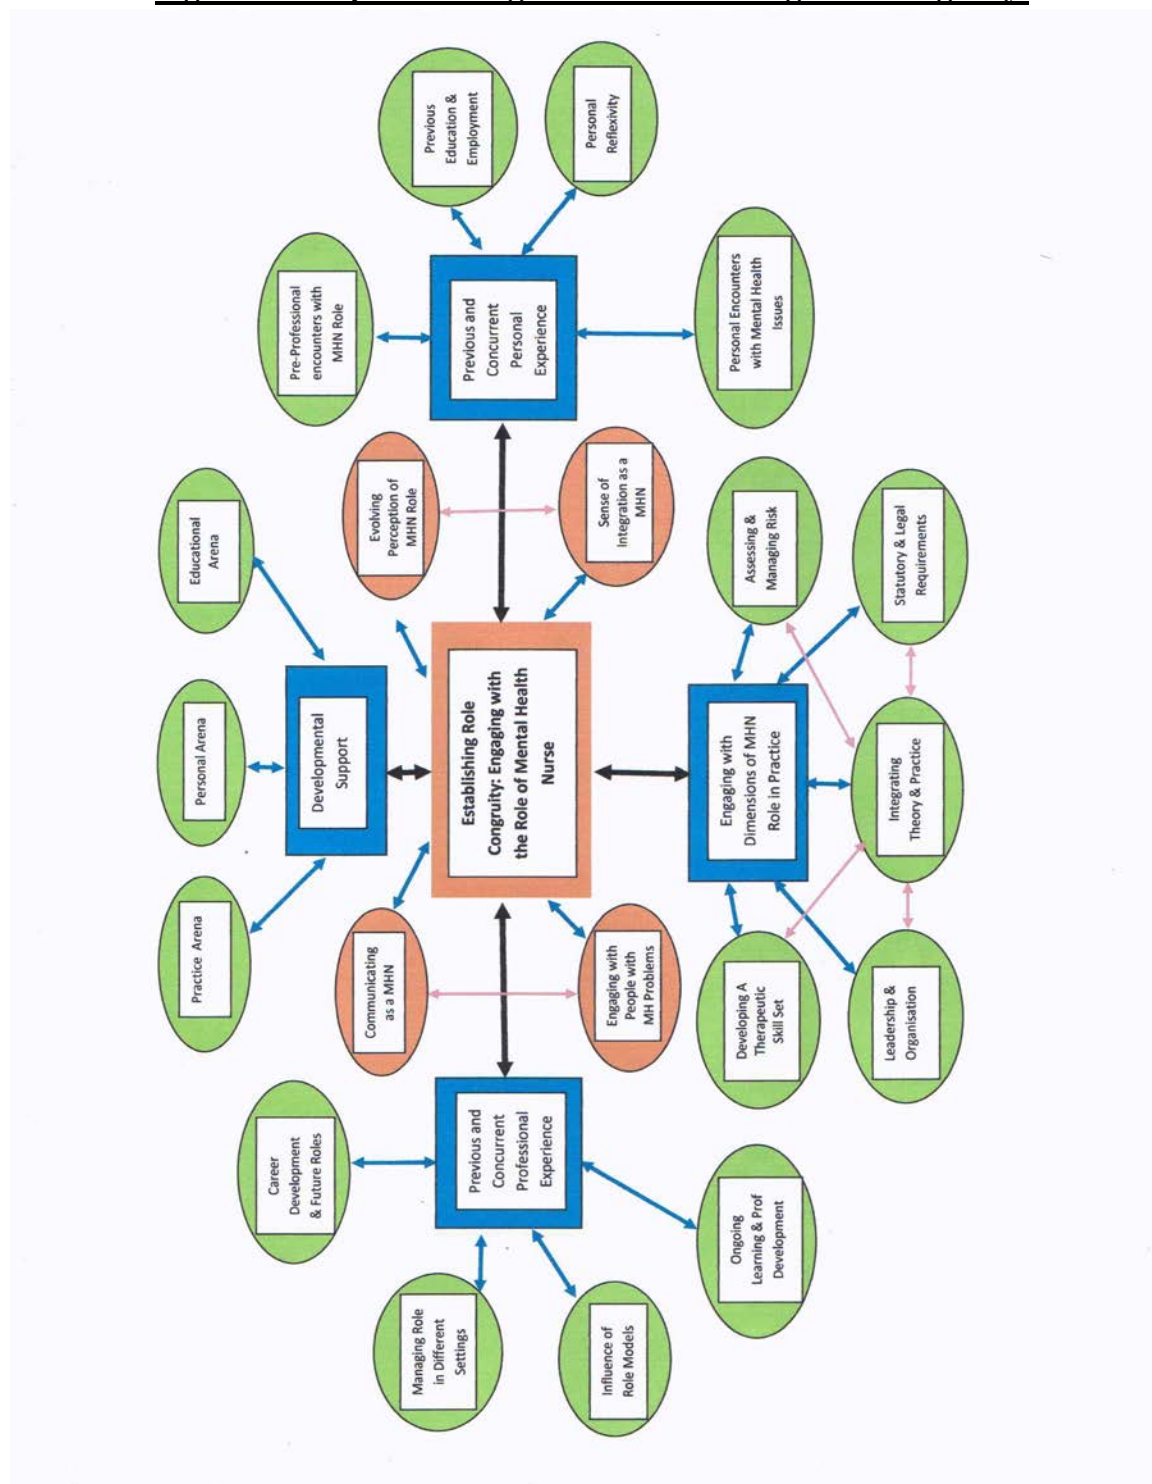 Practice Arena
Personal Arena
Educational
Arena
Career
Development
& Future Roles
Developmental
Support
Pre-Professional
encounters with
MHN Role
Communicating
as a MHN
Evolving
Perception of
MHN Role
Previous
Education &
Employment
Managing Role
in Different
Settings
Previous and
Concurrent
Professional
Experience
Establishing Role
Congruity: Engaging with
the Role of Mental Health
Nurse
Previous and
Concurrent
Personal
Experience
Influence of
Role Models
Engaging with
People with
MH Problems
Sense of
Integration as a
MHN
Personal
Reflexivity
Ongoing
Learning & Prof
Development
Developing A
Therapeutic
Skill Set
Engaging with
Dimensions of MHN
Role in Practice
Assessing &
Managing Risk
Personal Encounters
with Mental Health
Issues
Leadership &
Organisation
Integrating
Theory & Practice
Statutory & Legal
Requirements